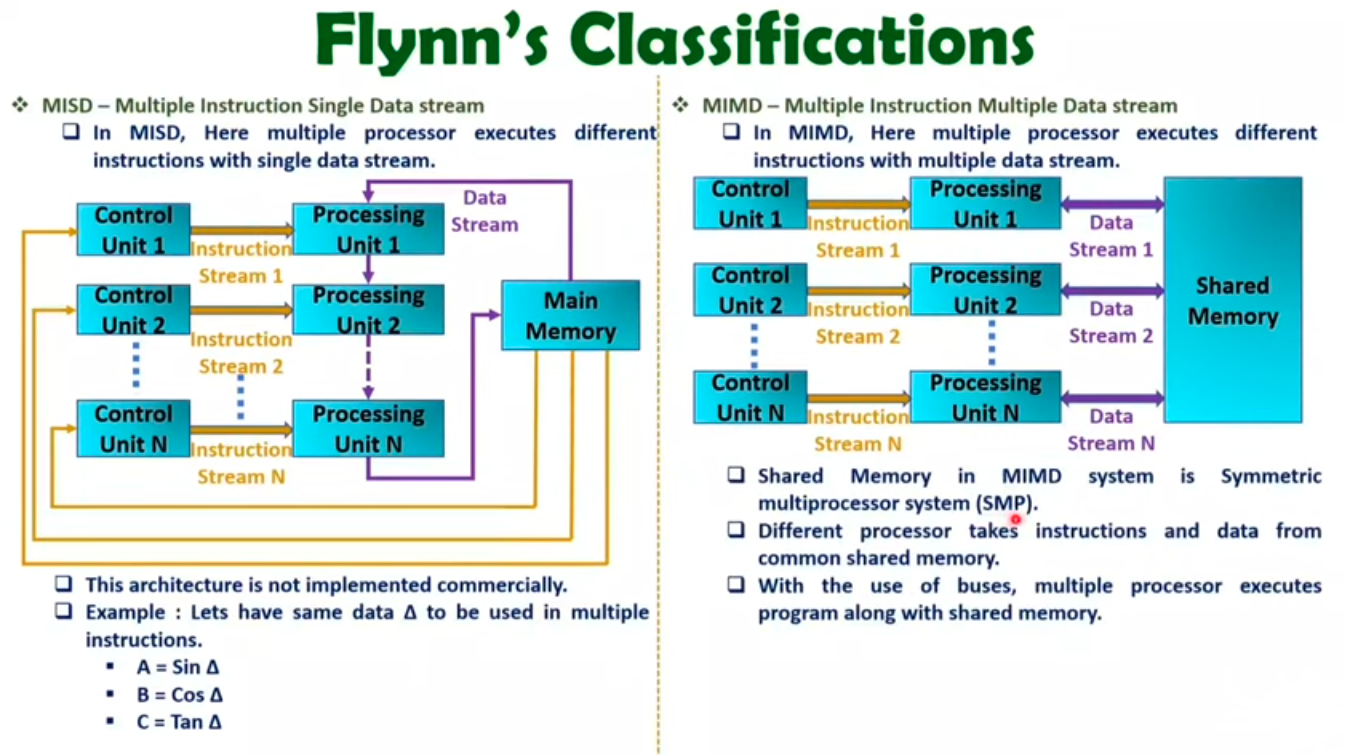 Flynn's Classifications
❖ MISD – Multiple Instruction Single Data stream
❑ In MISD, Here multiple processor executes different
instructions with single data stream.
Data
Stream
Control
Unit 1
Instruction
Stream 1
Processing
Unit 1
Control
Unit 2
Instruction
Stream 2
Processing
Unit 2
Main
Memory
Control
Unit N
Instruction
Stream N
Processing
Unit N
❑ This architecture is not implemented commercially.
❑ Example : Lets have same data Δ to be used in multiple
instructions.
▪ A = Sin Δ
▪ B = Cos Δ
▪ C = Tan Δ
❖ MIMD – Multiple Instruction Multiple Data stream
❑ In MIMD, Here multiple processor executes different
instructions with multiple data stream.
Control
Unit 1
Instruction
Stream 1
Processing
Unit 1
Data
Stream 1
Control
Unit 2
Instruction
Stream 2
Processing
Unit 2
Data
Stream 2
Shared
Memory
Control
Unit N
Instruction
Stream N
Processing
Unit N
Data
Stream N
❑ Shared Memory in MIMD system is Symmetric
multiprocessor system (SMP).
❑ Different processor takes instructions and data from
common shared memory.
❑ With the use of buses, multiple processor executes
program along with shared memory.